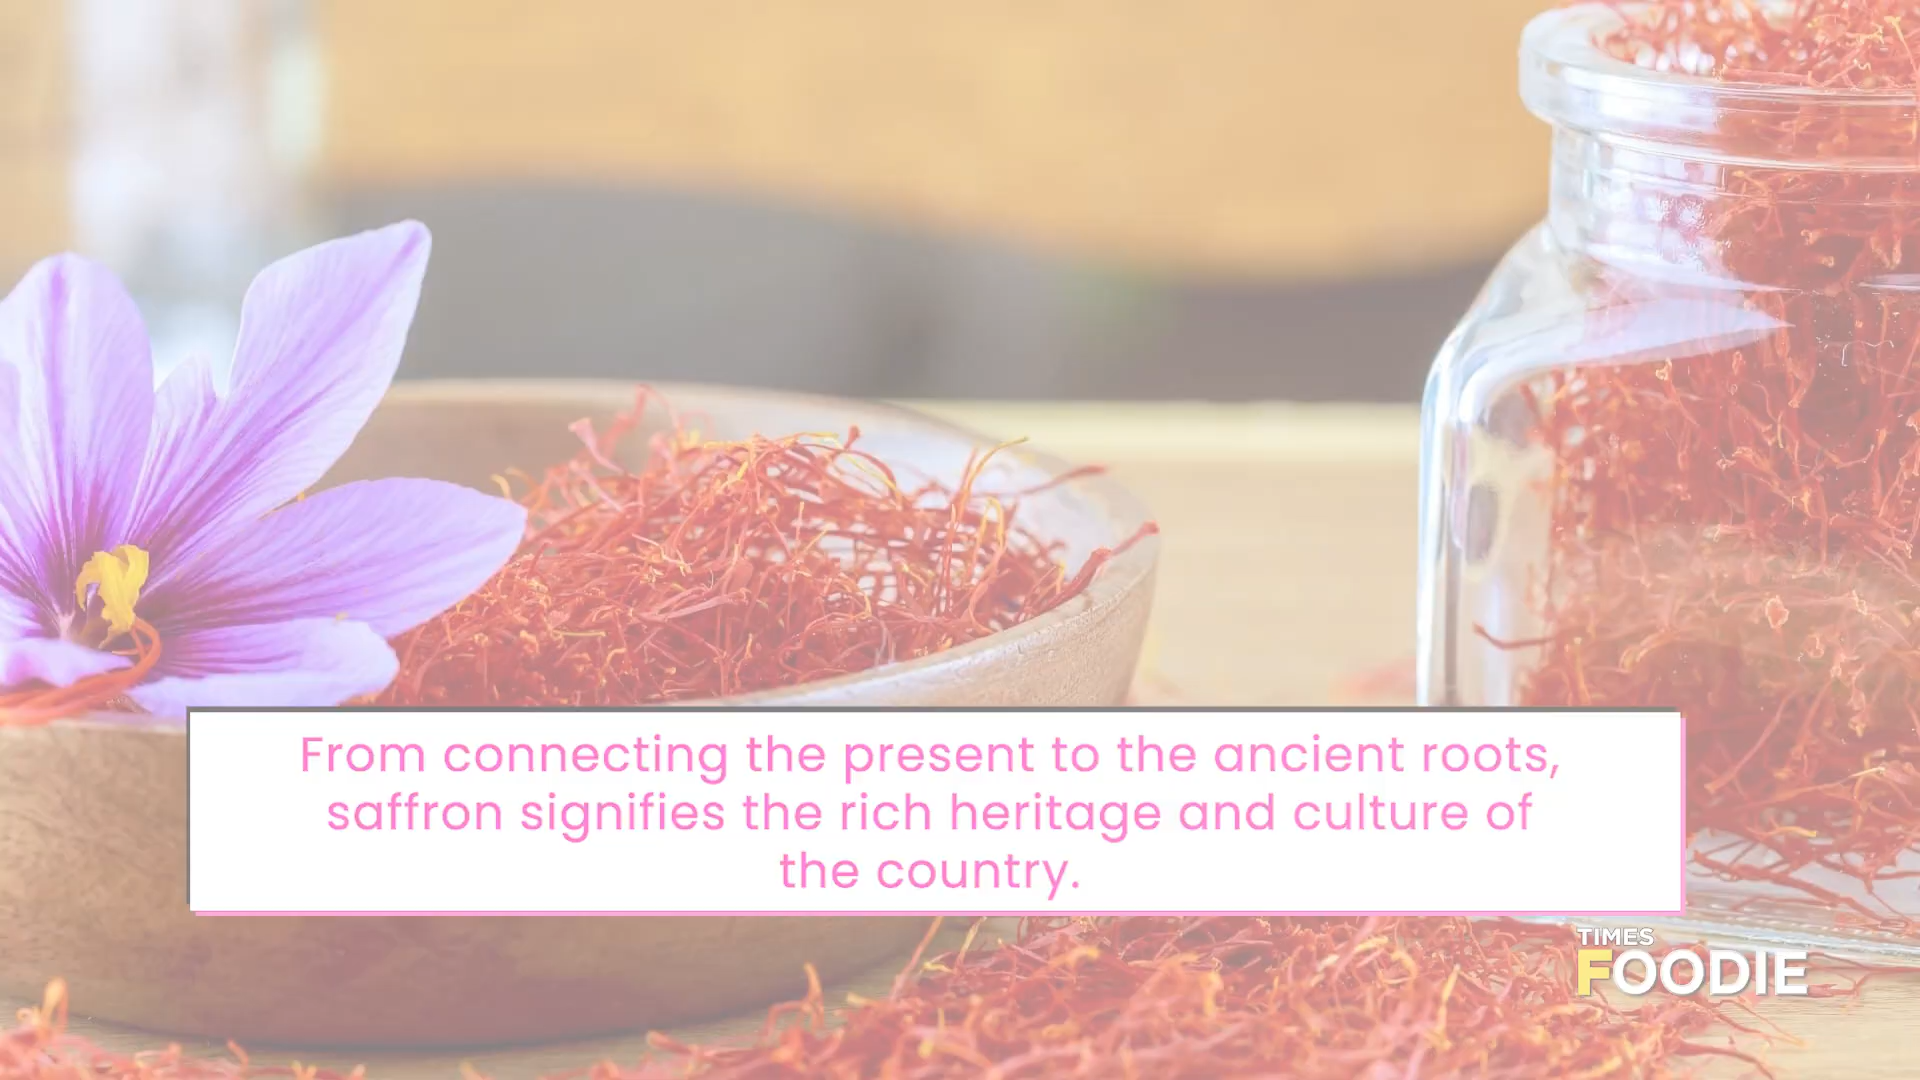 From connecting the present to the ancient roots,
saffron signifies the rich heritage and culture of
the country.
TIMES
FOODIE